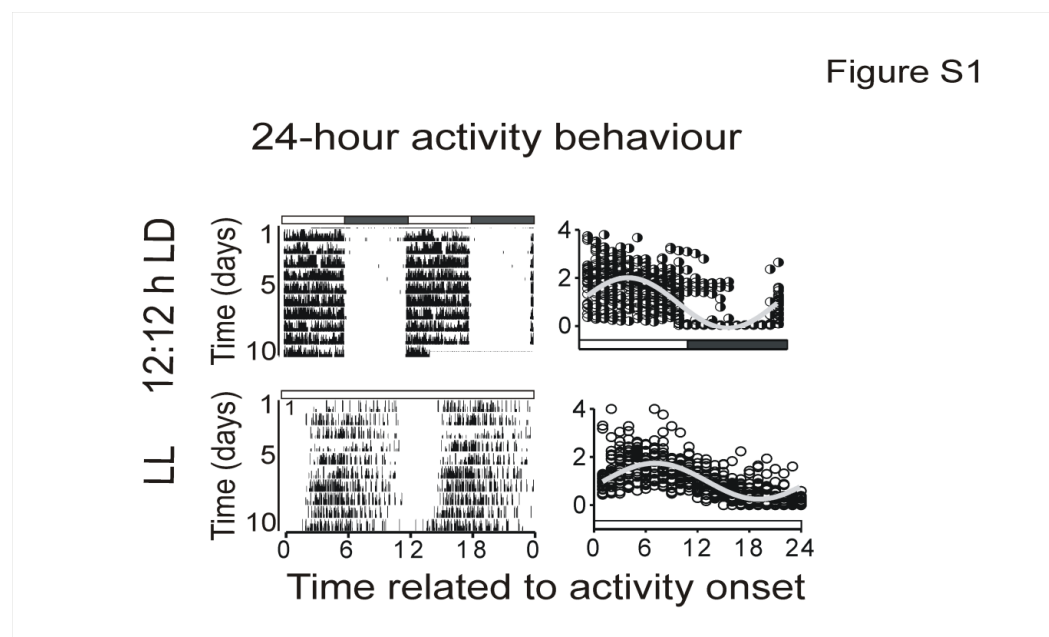 Figure S1
24-hour activity behaviour
12:12 h LD
Time (days)
1
5
10
4
2
0
LL
Time (days)
1
5
10
1
0 6 12 18 0
4
2
0
0 6 12 18 24
Time related to activity onset